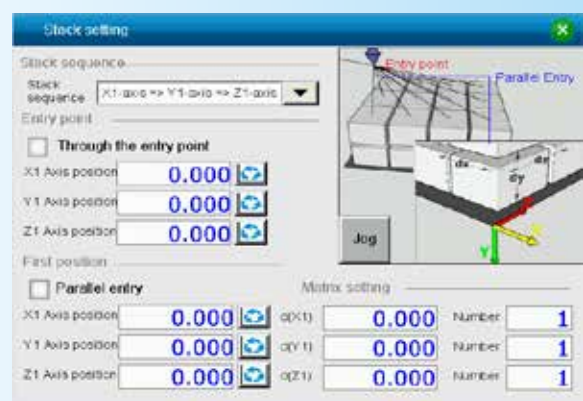 Stack setting
Stack sequence
Stack sequence X1-axis => Y1-axis => Z1-axis
Entry point
Through the entry point
X1 Axis position 0.000
Y1 Axis position 0.000
Z1 Axis position 0.000
Entry point
Parallel Entry
dx
dz
dy
X
Y
Jog
First position
Parallel entry
Matrix setting
X1 Axis position 0.000 d(X1) 0.000 Number 1
Y1 Axis position 0.000 d(Y1) 0.000 Number 1
Z1 Axis position 0.000 d(Z1) 0.000 Number 1